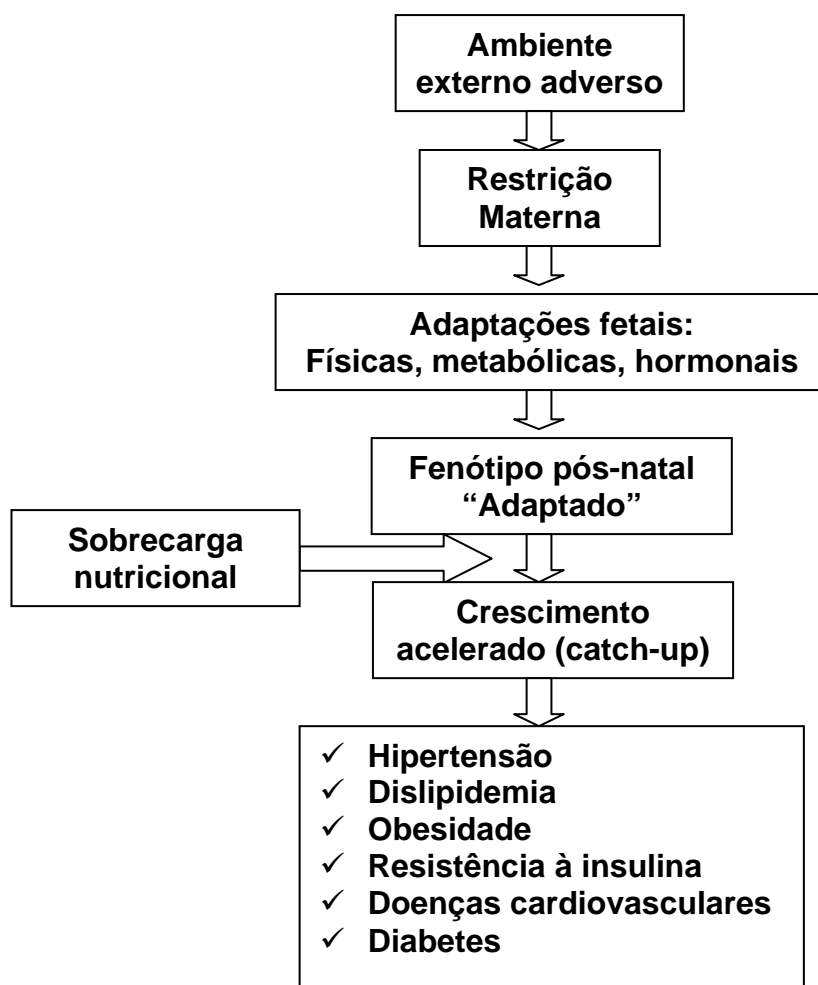 Ambiente
externo adverso
Restrição
Materna
Adaptações fetais:
Físicas, metabólicas, hormonais
Fenótipo pós-natal
“Adaptado”
Sobrecarga
nutricional
Crescimento
acelerado (catch-up)
✓ Hipertensão
✓ Dislipidemia
✓ Obesidade
✓ Resistência à insulina
✓ Doenças cardiovasculares
✓ Diabetes